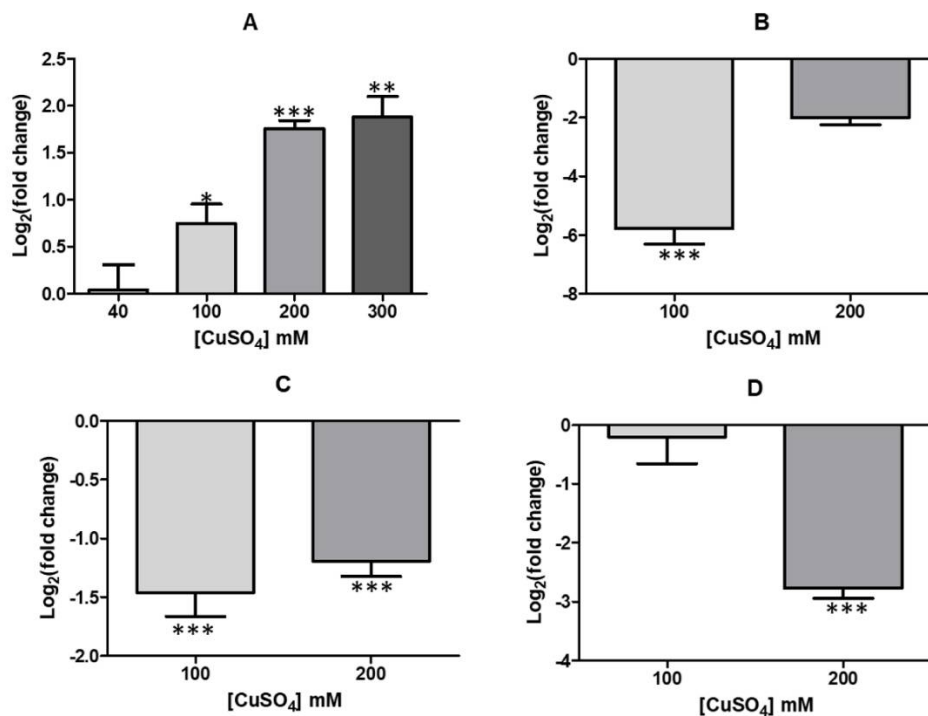 A
Log₂(fold change)
2.5
2.0
1.5
1.0
0.5
0.0
*
***
**
40 100 200 300
[CuSO₄] mM
B
Log₂(fold change)
0
-2
-4
-6
-8
***
100 200
[CuSO₄] mM
C
Log₂(fold change)
0.0
-0.5
-1.0
-1.5
-2.0
***
***
100 200
[CuSO₄] mM
D
Log₂(fold change)
0
-1
-2
-3
-4
***
100 200
[CuSO₄] mM